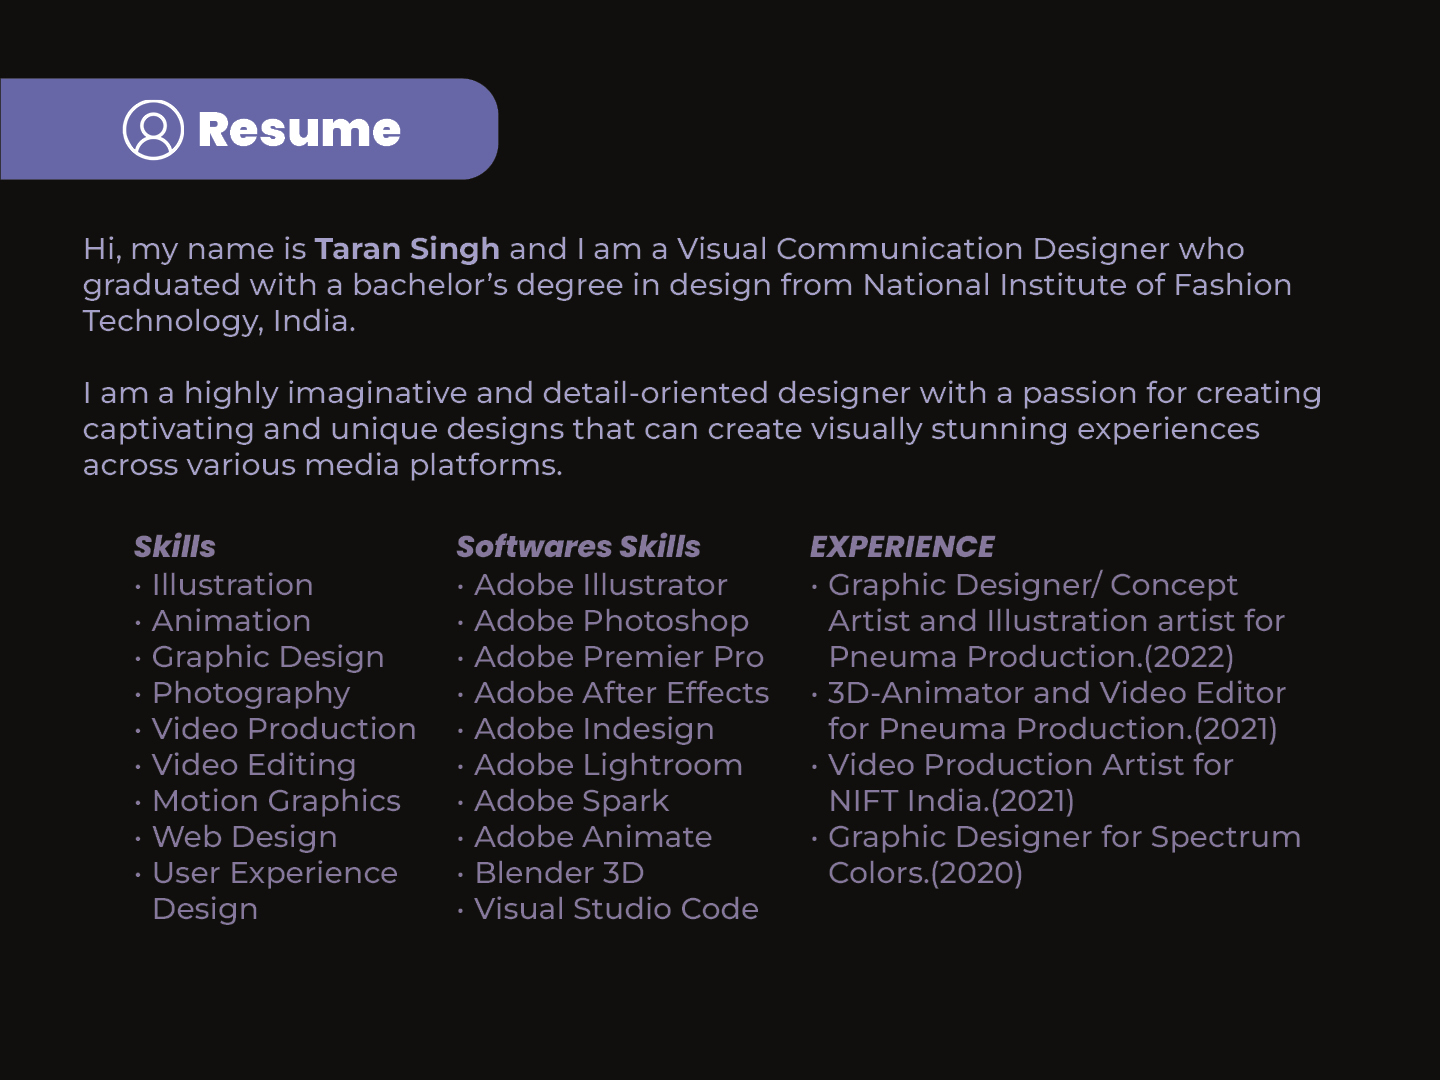 Resume
Hi, my name is Taran Singh and I am a Visual Communication Designer who
graduated with a bachelor’s degree in design from National Institute of Fashion
Technology, India.
I am a highly imaginative and detail-oriented designer with a passion for creating
captivating and unique designs that can create visually stunning experiences
across various media platforms.
Skills
· Illustration
· Animation
· Graphic Design
· Photography
· Video Production
· Video Editing
· Motion Graphics
· Web Design
· User Experience
Design
Softwares Skills
· Adobe Illustrator
· Adobe Photoshop
· Adobe Premier Pro
· Adobe After Effects
· Adobe Indesign
· Adobe Lightroom
· Adobe Spark
· Adobe Animate
· Blender 3D
· Visual Studio Code
EXPERIENCE
· Graphic Designer/ Concept
Artist and Illustration artist for
Pneuma Production.(2022)
· 3D-Animator and Video Editor
for Pneuma Production.(2021)
· Video Production Artist for
NIFT India.(2021)
· Graphic Designer for Spectrum
Colors.(2020)